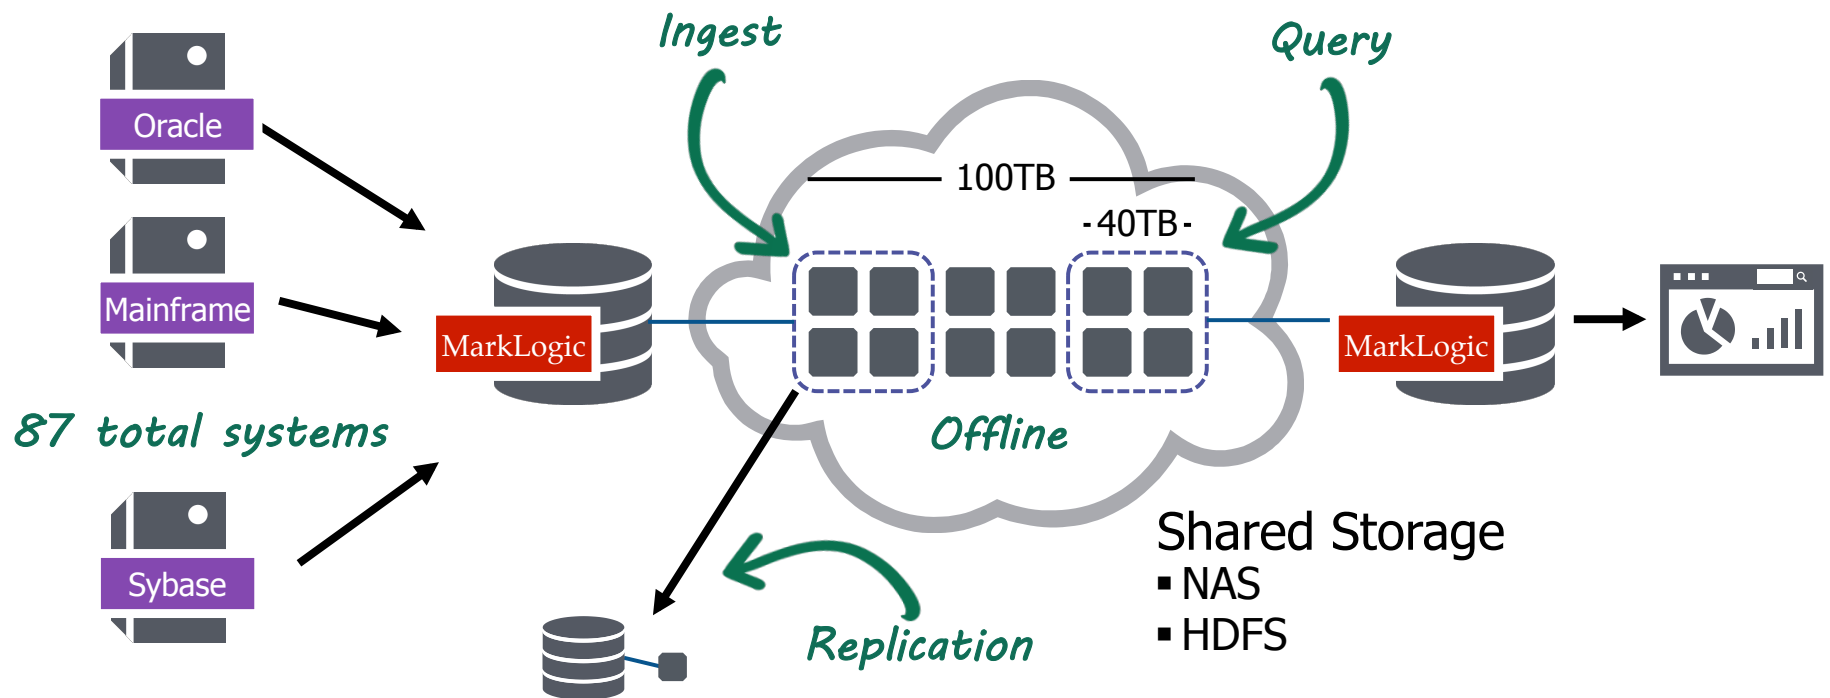 Ingest
Query
Oracle
100TB
-40TB-
Mainframe
MarkLogic
MarkLogic
87 total systems
Offline
Shared Storage
▪ NAS
▪ HDFS
Sybase
Replication